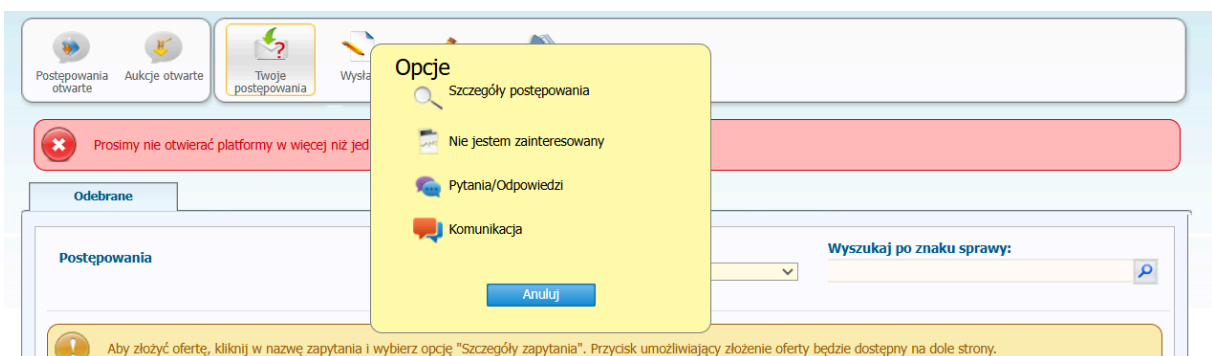 Postępowania
otwarte
Aukcje otwarte
Twoje
postępowania
Opcje
Szczegóły postępowania
Nie jestem zainteresowany
Pytania/Odpowiedzi
Komunikacja
Anuluj
Prosimy nie otwierać platformy w więcej niż
Odebrane
Postępowania
Wyszukaj po znaku sprawy:
Aby złożyć ofertę, kliknij w nazwę zapytania i wybierz opcję "Szczegóły zapytania". Przycisk umożliwiający złożenie oferty będzie dostępny na dole strony.